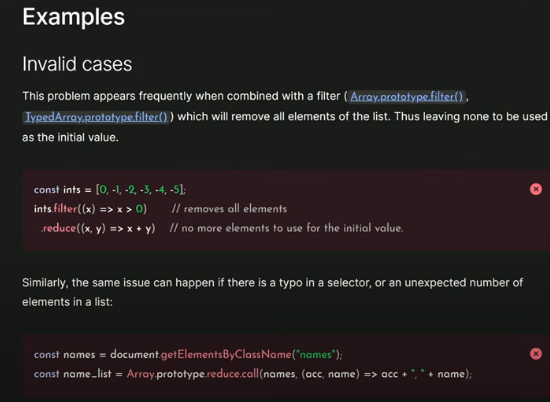 Examples
Invalid cases
This problem appears frequently when combined with a filter ( Array.prototype.filter() ,
TypedArray.prototype.filter() ) which will remove all elements of the list. Thus leaving none to be used
as the initial value.
const ints = [0, -1, -2, -3, -4, -5];
ints.filter((x) => x > 0) // removes all elements
.reduce((x, y) => x + y) // no more elements to use for the initial value.
Similarly, the same issue can happen if there is a typo in a selector, or an unexpected number of
elements in a list:
const names = document.getElementsByClassName("names");
const name_list = Array.prototype.reduce.call(names, (acc, name) => acc + ", " + name);